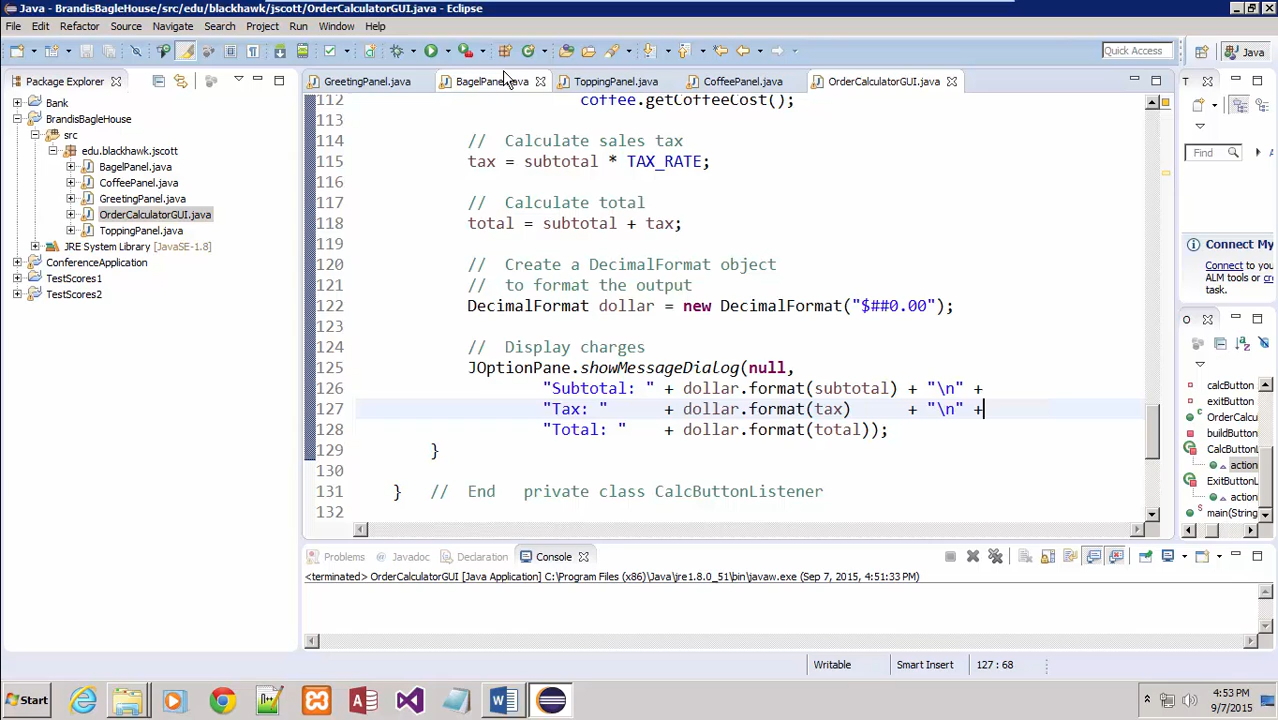 Java - BrandisBagleHouse/src/edu/blackhawk/jscott/OrderCalculatorGUI.java - Eclipse
File Edit Refactor Source Navigate Search Project Run Window Help
Quick Access
Java
Package Explorer
GreetingPanel.java
ToppingPanel.java
CoffeePanel.java
OrderCalculatorGUI.java
T
Bank
BrandisBagleHouse
src
edu.blackhawk.jscott
BagelPanel.java
CoffeePanel.java
GreetingPanel.java
OrderCalculatorGUI.java
ToppingPanel.java
JRE System Library [JavaSE-1.8]
ConferenceApplication
TestScores1
TestScores2
112 coffee.getCoffeeCost();
113
114 // Calculate sales tax
115 tax = subtotal * TAX_RATE;
116
117 // Calculate total
118 total = subtotal + tax;
119
120 // Create a DecimalFormat object
121 // to format the output
122 DecimalFormat dollar = new DecimalFormat("$##0.00");
123
124 // Display charges
125 JOptionPane.showMessageDialog(null,
126 "Subtotal: " + dollar.format(subtotal) + "\n" +
127 "Tax: " + dollar.format(tax) + "\n" +
128 "Total: " + dollar.format(total));
129 }
130
131 } // End private class CalcButtonListener
132
Find
Connect My
Connect to your
ALM tools or
task.
O
calcButton
exitButton
OrderCalcu
buildButton
CalcButtonL
action
ExitButtonL
action
main(String
Problems Javadoc Declaration Console
<terminated> OrderCalculatorGUI [Java Application] C:\Program Files (x86)\Java\jre1.8.0_51\bin\javaw.exe (Sep 7, 2015, 4:51:33 PM)
Writable Smart Insert 127 : 68
Start
4:53 PM
9/7/2015